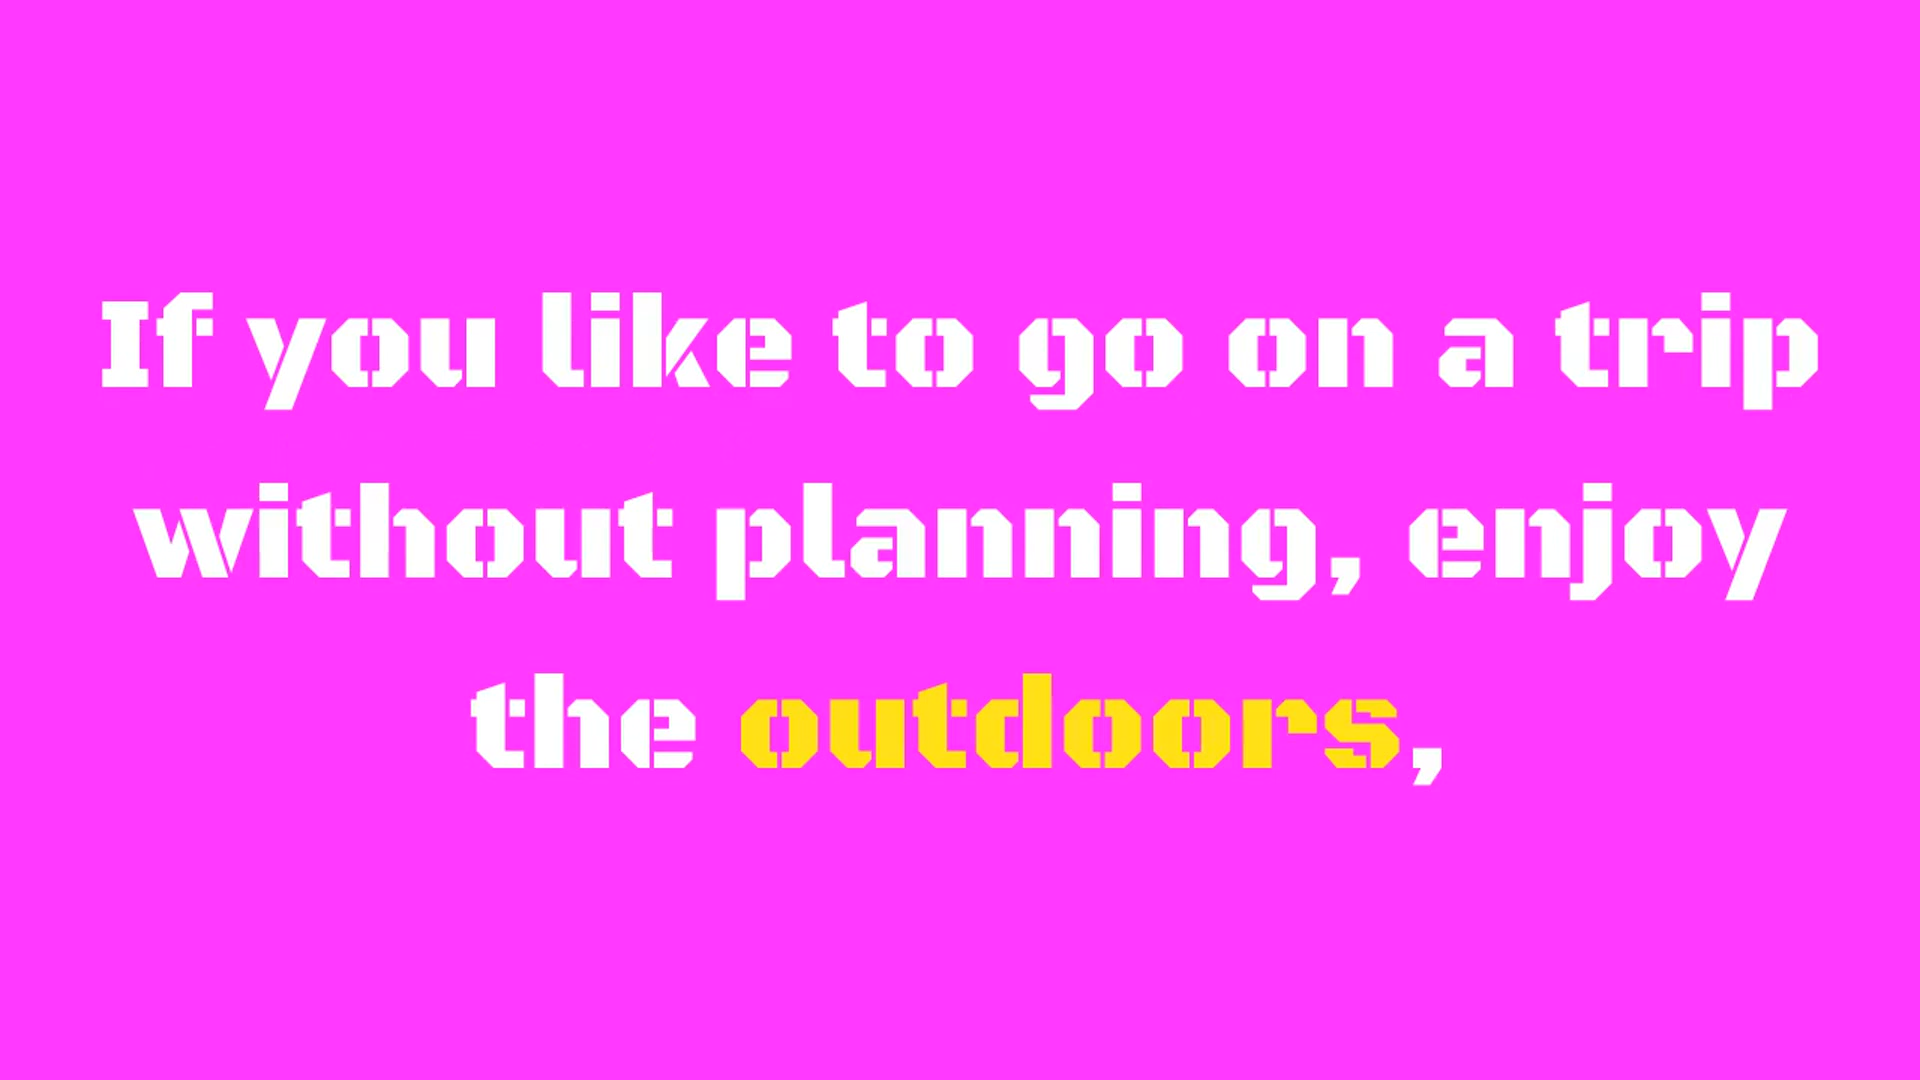 If you like to go on a trip
without planning, enjoy
the outdoors,